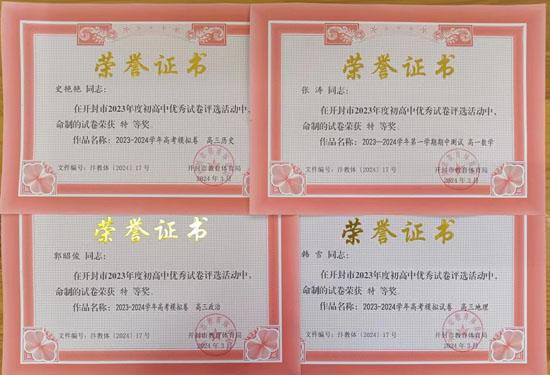 荣誉证书
史艳艳 同志:
在开封市2023年度初高中优秀试卷评选活动中,
命制的试卷荣获 特 等奖。
作品名称: 2023-2024学年高考模拟卷 高三历史
文件编号: 汴教体〔2024〕17号
开封市教育体育局
2024年3月
荣誉证书
张 涛 同志:
在开封市2023年度初高中优秀试卷评选活动中,
命制的试卷荣获 特 等奖。
作品名称: 2023—2024学年第一学期期中测试 高一数学
文件编号: 汴教体〔2024〕17号
开封市教育体育局
2024年3月
荣誉证书
郭昭俊 同志:
在开封市2023年度初高中优秀试卷评选活动中,
命制的试卷荣获 特 等奖。
作品名称: 2023-2024学年高考模拟卷 高三政治
文件编号: 汴教体〔2024〕17号
开封市教育体育局
2024年3月
荣誉证书
韩 雪 同志:
在开封市2023年度初高中优秀试卷评选活动中,
命制的试卷荣获 特 等奖。
作品名称: 2023-2024学年高考模拟试卷 高三地理
文件编号: 汴教体〔2024〕17号
开封市教育体育局
2024年3月